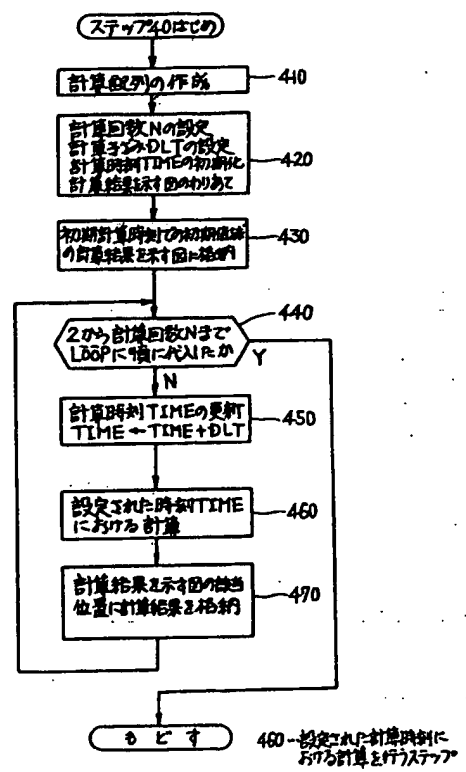 ステップ40はじめ
計算配列の作成
410
計算回数Nの設定
計算きざみDLTの設定
計算時刻TIMEの初期化
計算結果を示す図のわりあて
420
初期計算時刻での初期値を
の計算結果を示す図に格納
430
440
2から計算回数Nまで
LOOPに順に代入したか
Y
N
計算時刻TIMEの更新
TIME ← TIME+DLT
450
設定された時刻TIME
における計算
460
計算結果を示す図の該当
位置に計算結果を格納
470
もどす
460…設定された計算時刻に
おける計算を行うステップ